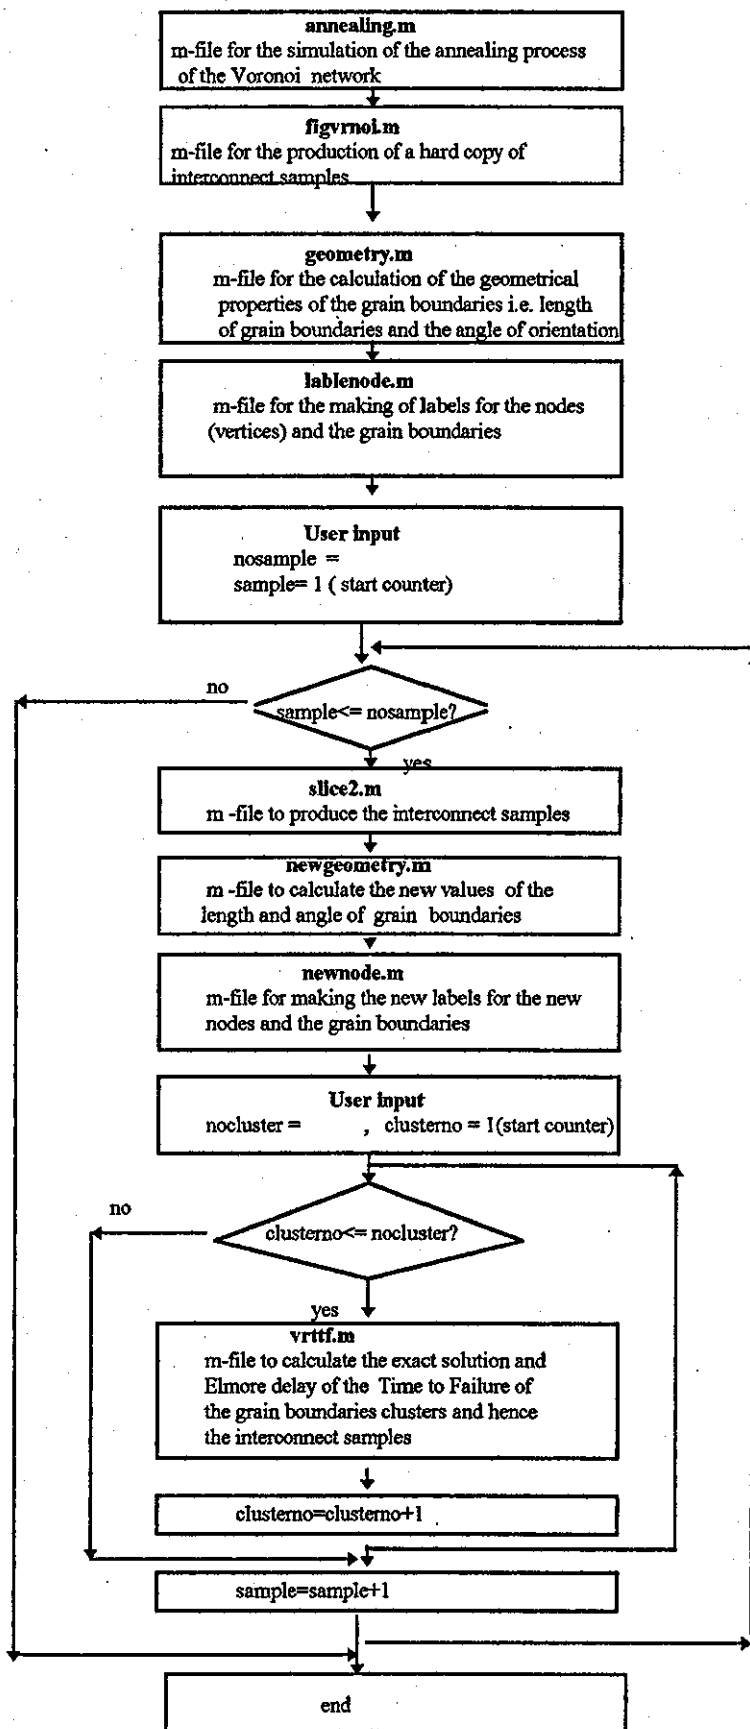 annealing.m
m-file for the simulation of the annealing process
of the Voronoi network
figvrnoi.m
m-file for the production of a hard copy of
interconnect samples
geometry.m
m-file for the calculation of the geometrical
properties of the grain boundaries i.e. length
of grain boundaries and the angle of orientation
lablenode.m
m-file for the making of labels for the nodes
(vertices) and the grain boundaries
User input
nosample =
sample= 1 ( start counter)
no
sample<= nosample?
yes
slice2.m
m -file to produce the interconnect samples
newgeometry.m
m -file to calculate the new values of the
length and angle of grain boundaries
newnode.m
m-file for making the new labels for the new
nodes and the grain boundaries
User input
nocluster = , clusterno = 1(start counter)
no
clusterno<= nocluster?
yes
vrttf.m
m-file to calculate the exact solution and
Elmore delay of the Time to Failure of
the grain boundaries clusters and hence
the interconnect samples
clusterno=clusterno+1
sample=sample+1
end